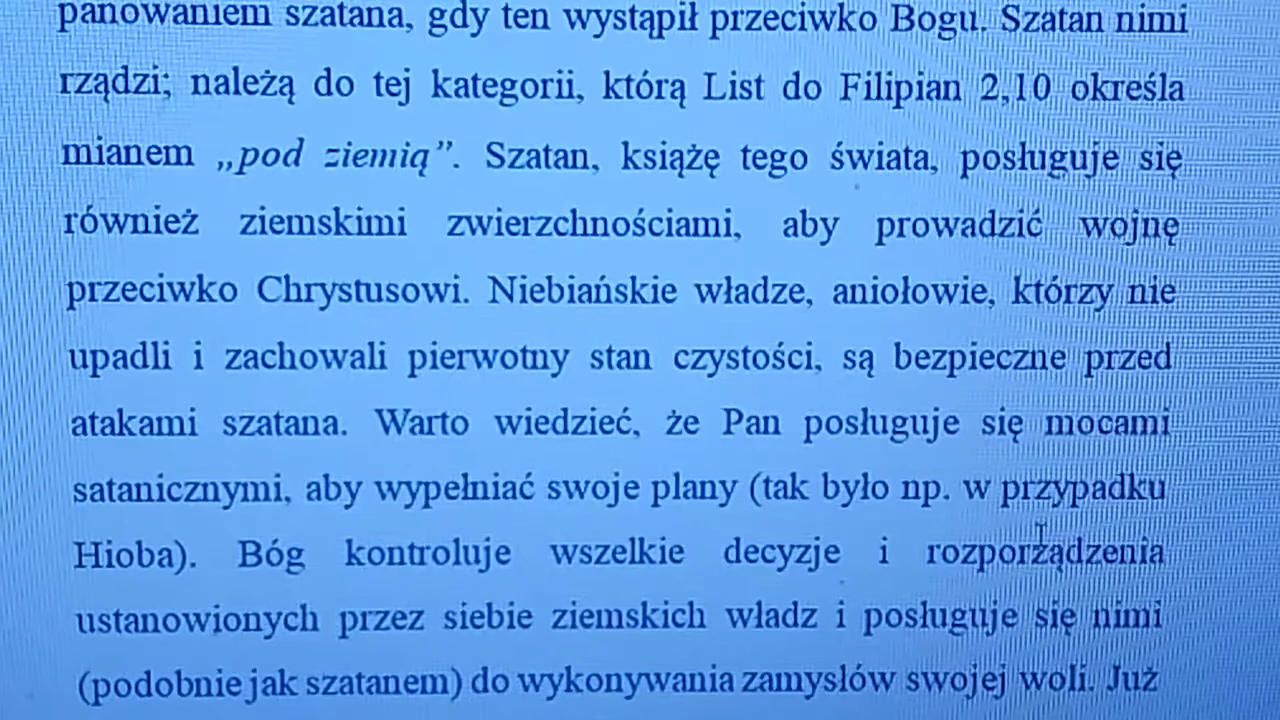 panowaniem szatana, gdy ten wystąpił przeciwko Bogu. Szatan nimi
rządzi; należą do tej kategorii, którą List do Filipian 2,10 określa
mianem „pod ziemią”. Szatan, książę tego świata, posługuje się
również ziemskimi zwierzchnościami, aby prowadzić wojnę
przeciwko Chrystusowi. Niebiańskie władze, aniołowie, którzy nie
upadli i zachowali pierwotny stan czystości, są bezpieczne przed
atakami szatana. Warto wiedzieć, że Pan posługuje się mocami
satanicznymi, aby wypełniać swoje plany (tak było np. w przypadku
Hioba). Bóg kontroluje wszelkie decyzje i rozporządzenia
ustanowionych przez siebie ziemskich władz i posługuje się nimi
(podobnie jak szatanem) do wykonywania zamysłów swojej woli. Już